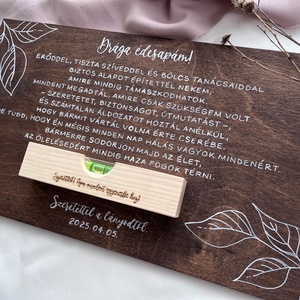 Drága édesapám!
ERŐDDEL, TISZTA SZÍVEDDEL ÉS BÖLCS TANÁCSAIDDAL
BIZTOS ALAPOT ÉPÍTETTÉL NEKEM,
AMIRE MINDIG TÁMASZKODHATOK.
MINDENT MEGADTÁL, AMIRE CSAK SZÜKSÉGEM VOLT
- SZERETETET, BIZTONSÁGOT, ÚTMUTATÁST -,
ÉS SZÁMTALAN ÁLDOZATOT HOZTÁL ANÉLKÜL,
HOGY BÁRMIT VÁRTÁL VOLNA ÉRTE CSERÉBE.
TE TUDD, HOGY ÉN MÉGIS MINDEN NAP HÁLÁS VAGYOK MINDENÉRT.
BÁRMERRE SODORJON MAJD AZ ÉLET,
AZ ÖLELÉSEDÉRT MINDIG HAZA FOGOK TÉRNI.
Szeretettel a lányodtól
2025.04.05.